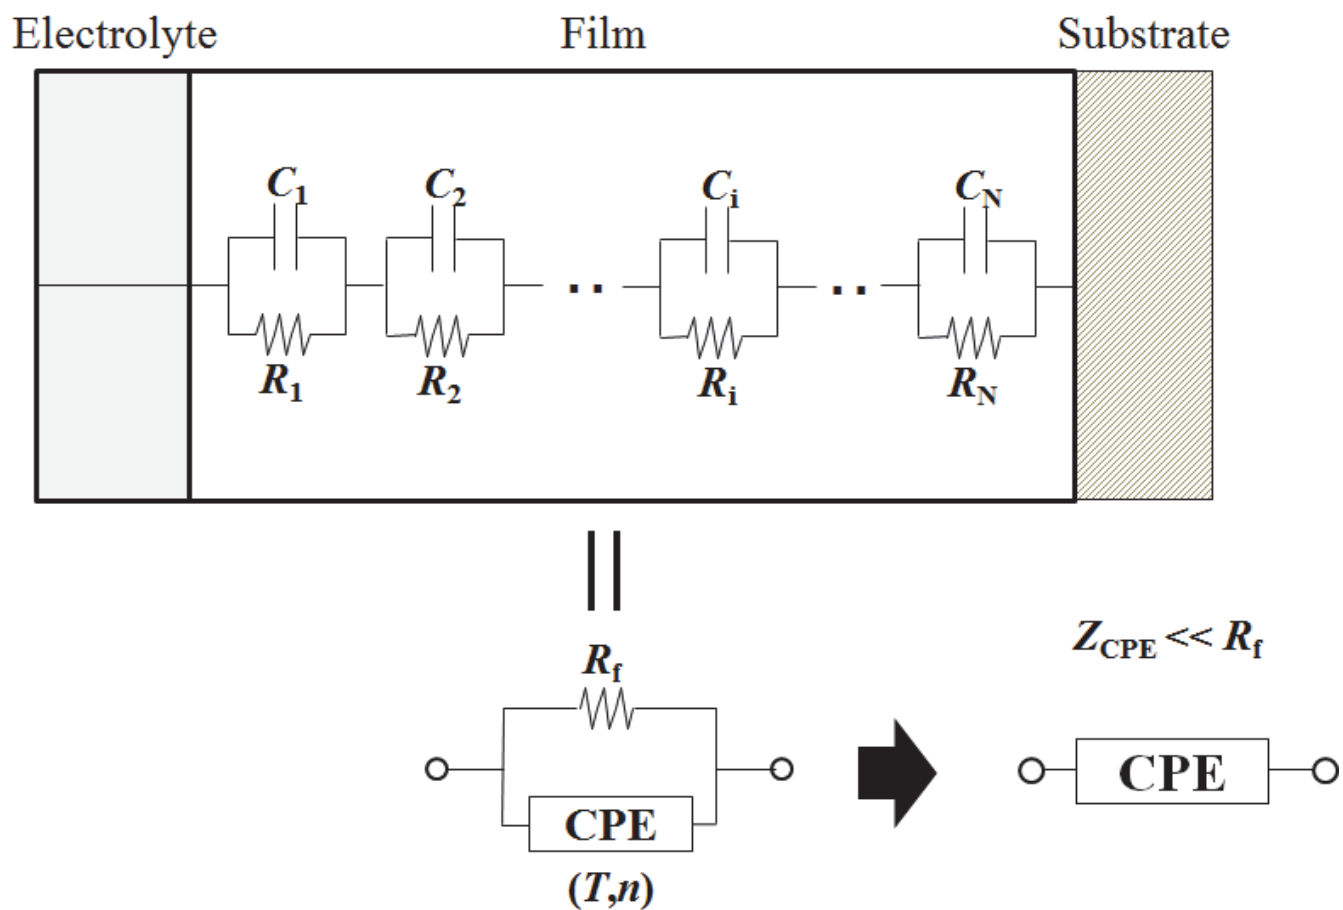 Electrolyte Film Substrate
C1 C2 Ci CN
R1 R2 Ri RN
ZCPE << Rf
Rf
CPE
CPE
(T,n)